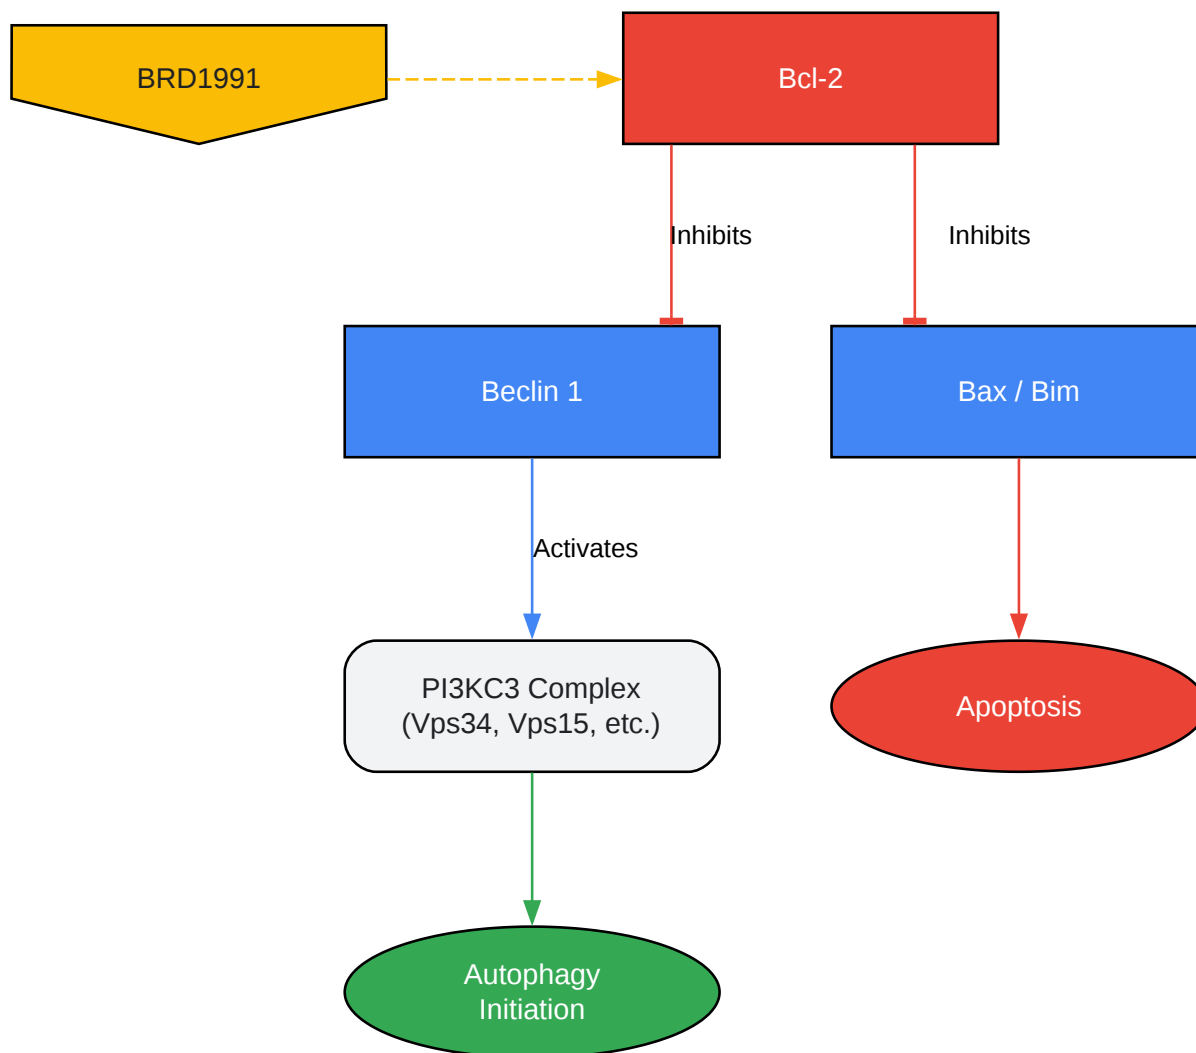 BRD1991
Bcl-2
Inhibits
Inhibits
Beclin 1
Bax / Bim
Activates
PI3KC3 Complex
(Vps34, Vps15, etc.)
Apoptosis
Autophagy
Initiation